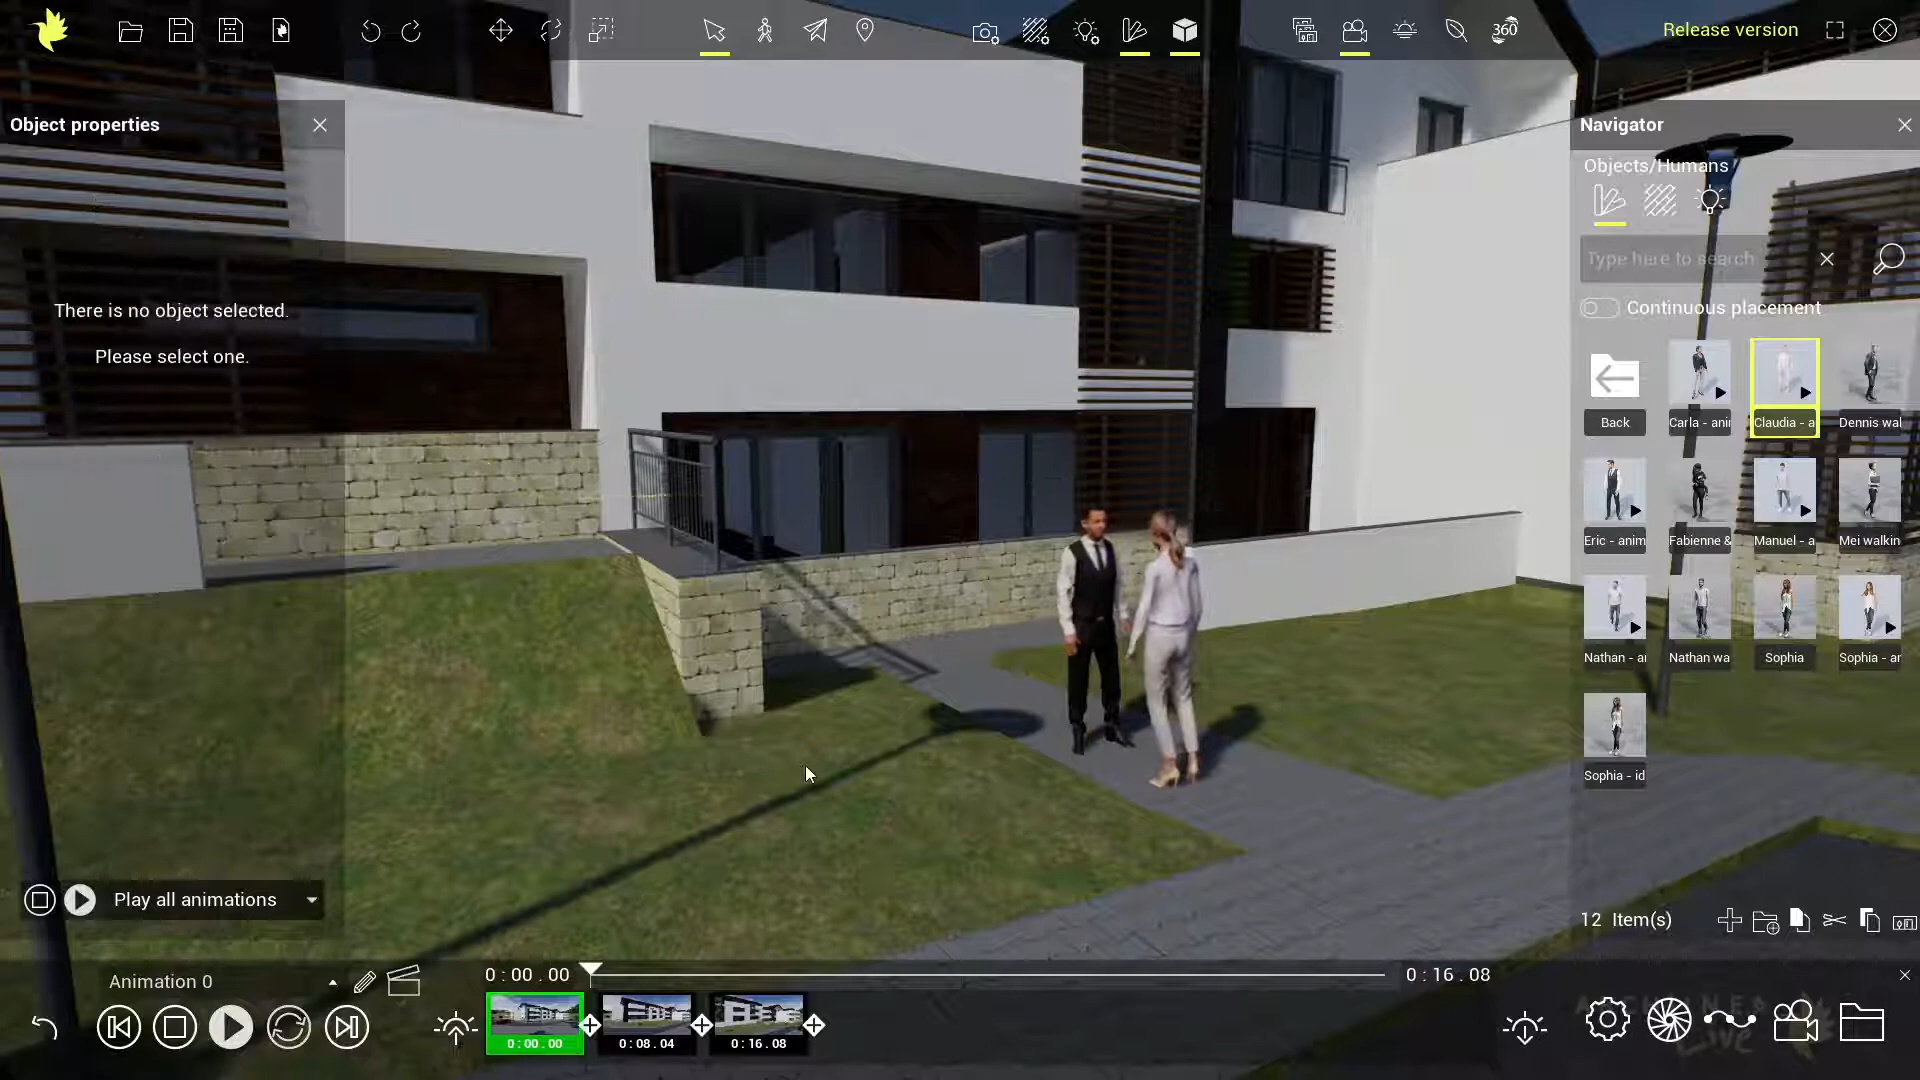 360
Release version
Object properties
There is no object selected.
Please select one.
Navigator
Objects/Humans
Type here to search
Continuous placement
Back
Carla - ani
Claudia - a
Dennis wal
Eric - anim
Fabienne &
Manuel - a
Mei walkin
Nathan - a
Nathan wa
Sophia
Sophia - ar
Sophia - id
12 Item(s)
Play all animations
Animation 0
0:00.00
0:16.08
0:00.00
0:08.04
0:16.08
Live